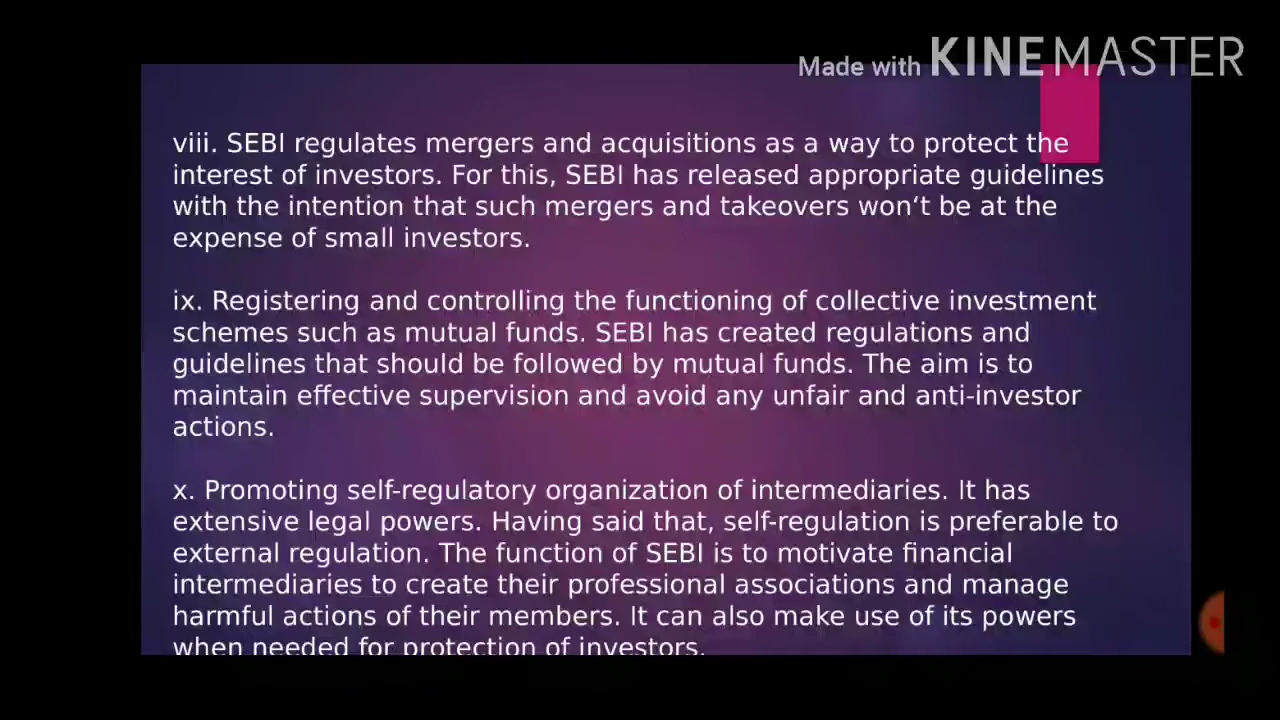 Made with KINEMASTER
viii. SEBI regulates mergers and acquisitions as a way to protect the
interest of investors. For this, SEBI has released appropriate guidelines
with the intention that such mergers and takeovers won‘t be at the
expense of small investors.
ix. Registering and controlling the functioning of collective investment
schemes such as mutual funds. SEBI has created regulations and
guidelines that should be followed by mutual funds. The aim is to
maintain effective supervision and avoid any unfair and anti-investor
actions.
x. Promoting self-regulatory organization of intermediaries. It has
extensive legal powers. Having said that, self-regulation is preferable to
external regulation. The function of SEBI is to motivate financial
intermediaries to create their professional associations and manage
harmful actions of their members. It can also make use of its powers
when needed for protection of investors.